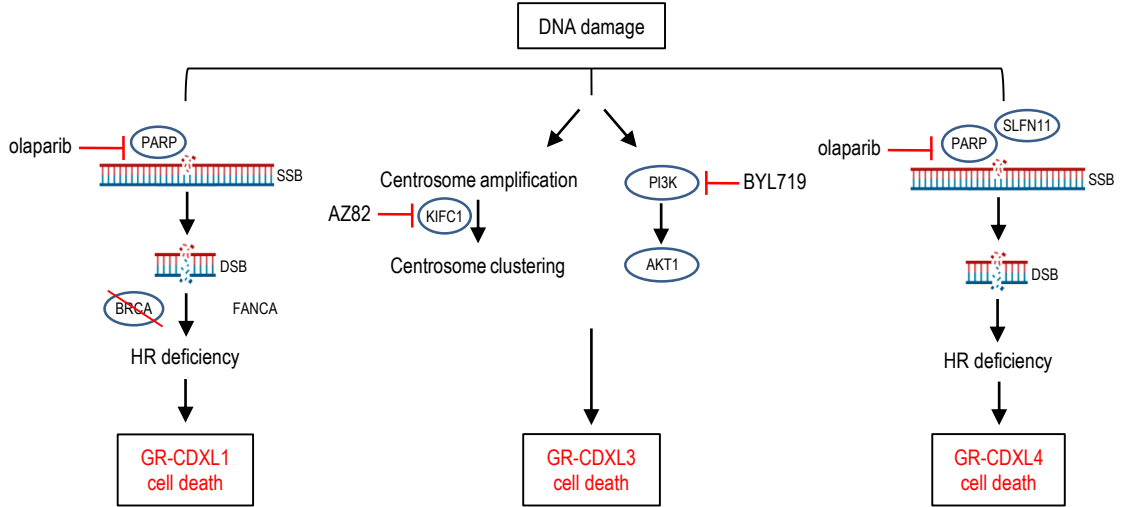 DNA damage
olaparib
PARP
SSB
DSB
BRCA
FANCA
HR deficiency
GR-CDXL1
cell death
Centrosome amplification
AZ82
KIFC1
Centrosome clustering
PI3K
BYL719
AKT1
GR-CDXL3
cell death
SLFN11
olaparib
PARP
SSB
DSB
HR deficiency
GR-CDXL4
cell death